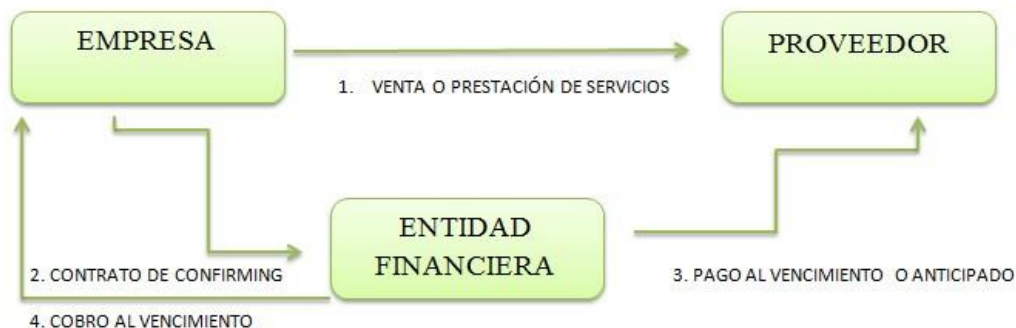 EMPRESA
PROVEEDOR
1. VENTA O PRESTACIÓN DE SERVICIOS
ENTIDAD
FINANCIERA
2. CONTRATO DE CONFIRMING
3. PAGO AL VENCIMIENTO O ANTICIPADO
4. COBRO AL VENCIMIENTO